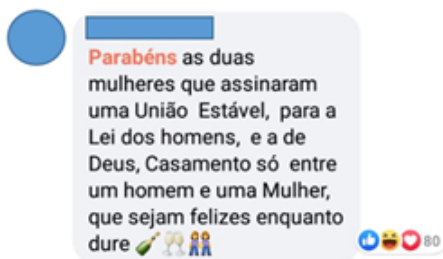 Parabéns as duas
mulheres que assinaram
uma União Estável, para a
Lei dos homens, e a de
Deus, Casamento só entre
um homem e uma Mulher,
que sejam felizes enquanto
dure 🍾🥂👭
80